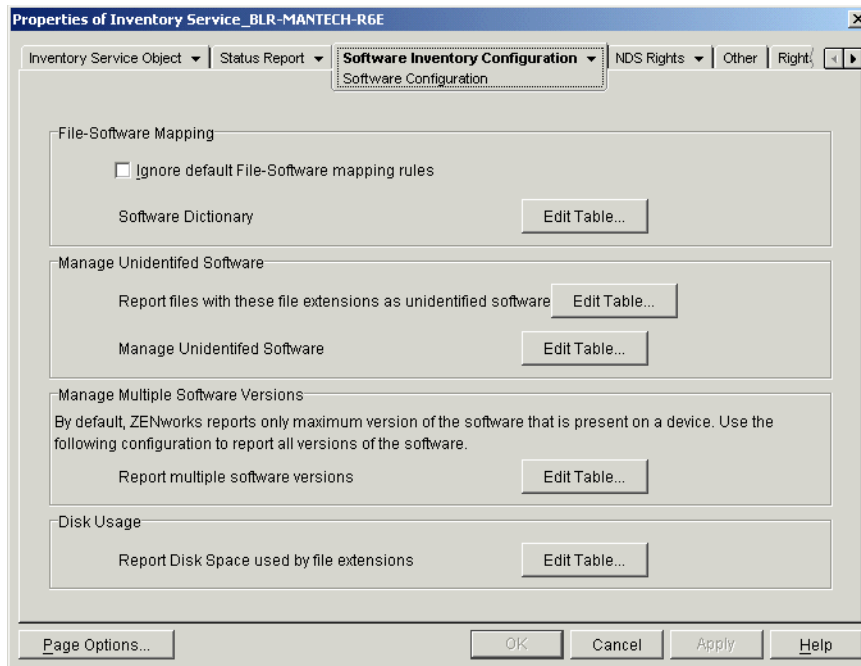 Properties of Inventory Service_BLR-MANTECH-R6E
Inventory Service Object
Status Report
Software Inventory Configuration
NDS Rights
Other
Right
Software Configuration
File-Software Mapping
Ignore default File-Software mapping rules
Software Dictionary
Edit Table...
Manage Unidentifed Software
Report files with these file extensions as unidentified software
Edit Table...
Manage Unidentifed Software
Edit Table...
Manage Multiple Software Versions
By default, ZENworks reports only maximum version of the software that is present on a device. Use the
following configuration to report all versions of the software.
Report multiple software versions
Edit Table...
Disk Usage
Report Disk Space used by file extensions
Edit Table...
Page Options...
OK
Cancel
Apply
Help